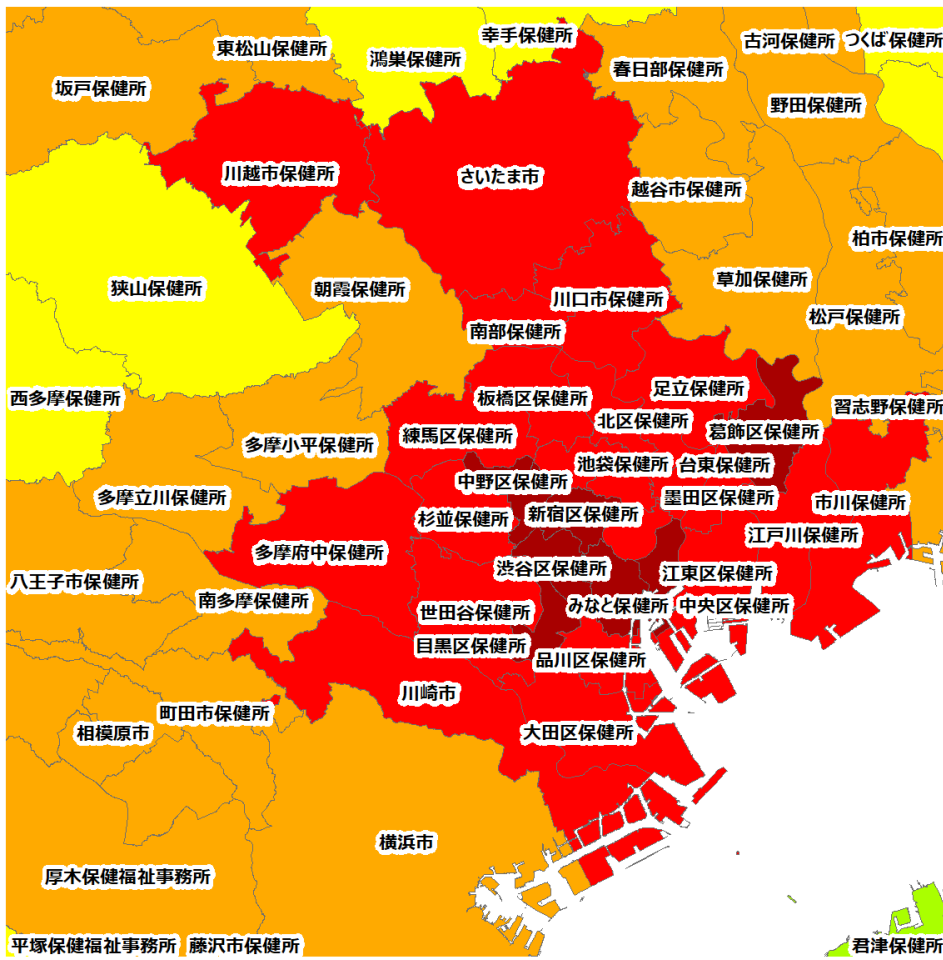 幸手保健所
古河保健所
つくば保健所
東松山保健所
鴻巣保健所
春日部保健所
坂戸保健所
野田保健所
川越市保健所
さいたま市
越谷市保健所
柏市保健所
狭山保健所
朝霞保健所
草加保健所
川口市保健所
松戸保健所
南部保健所
西多摩保健所
板橋区保健所
足立保健所
習志野保健所
多摩小平保健所
練馬区保健所
北区保健所
葛飾区保健所
中野区保健所
池袋保健所
台東保健所
多摩立川保健所
杉並保健所
新宿区保健所
墨田区保健所
市川保健所
多摩府中保健所
江戸川保健所
八王子市保健所
渋谷区保健所
江東区保健所
南多摩保健所
世田谷保健所
みなと保健所
中央区保健所
目黒区保健所
品川区保健所
川崎市
町田市保健所
相模原市
大田区保健所
横浜市
厚木保健福祉事務所
平塚保健福祉事務所
藤沢市保健所
君津保健所